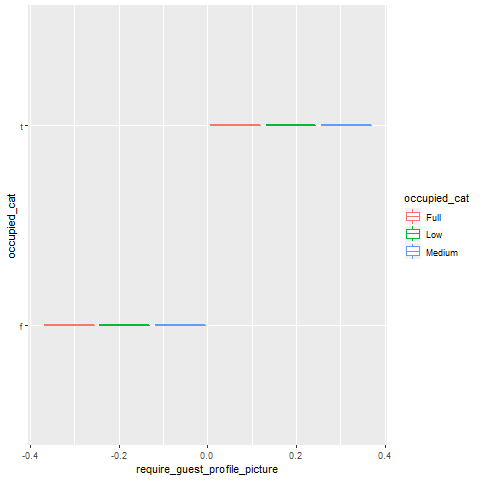 occupied_cat
t
f
-0.4
-0.2
0.0
0.2
0.4
require_guest_profile_picture
occupied_cat
Full
Low
Medium